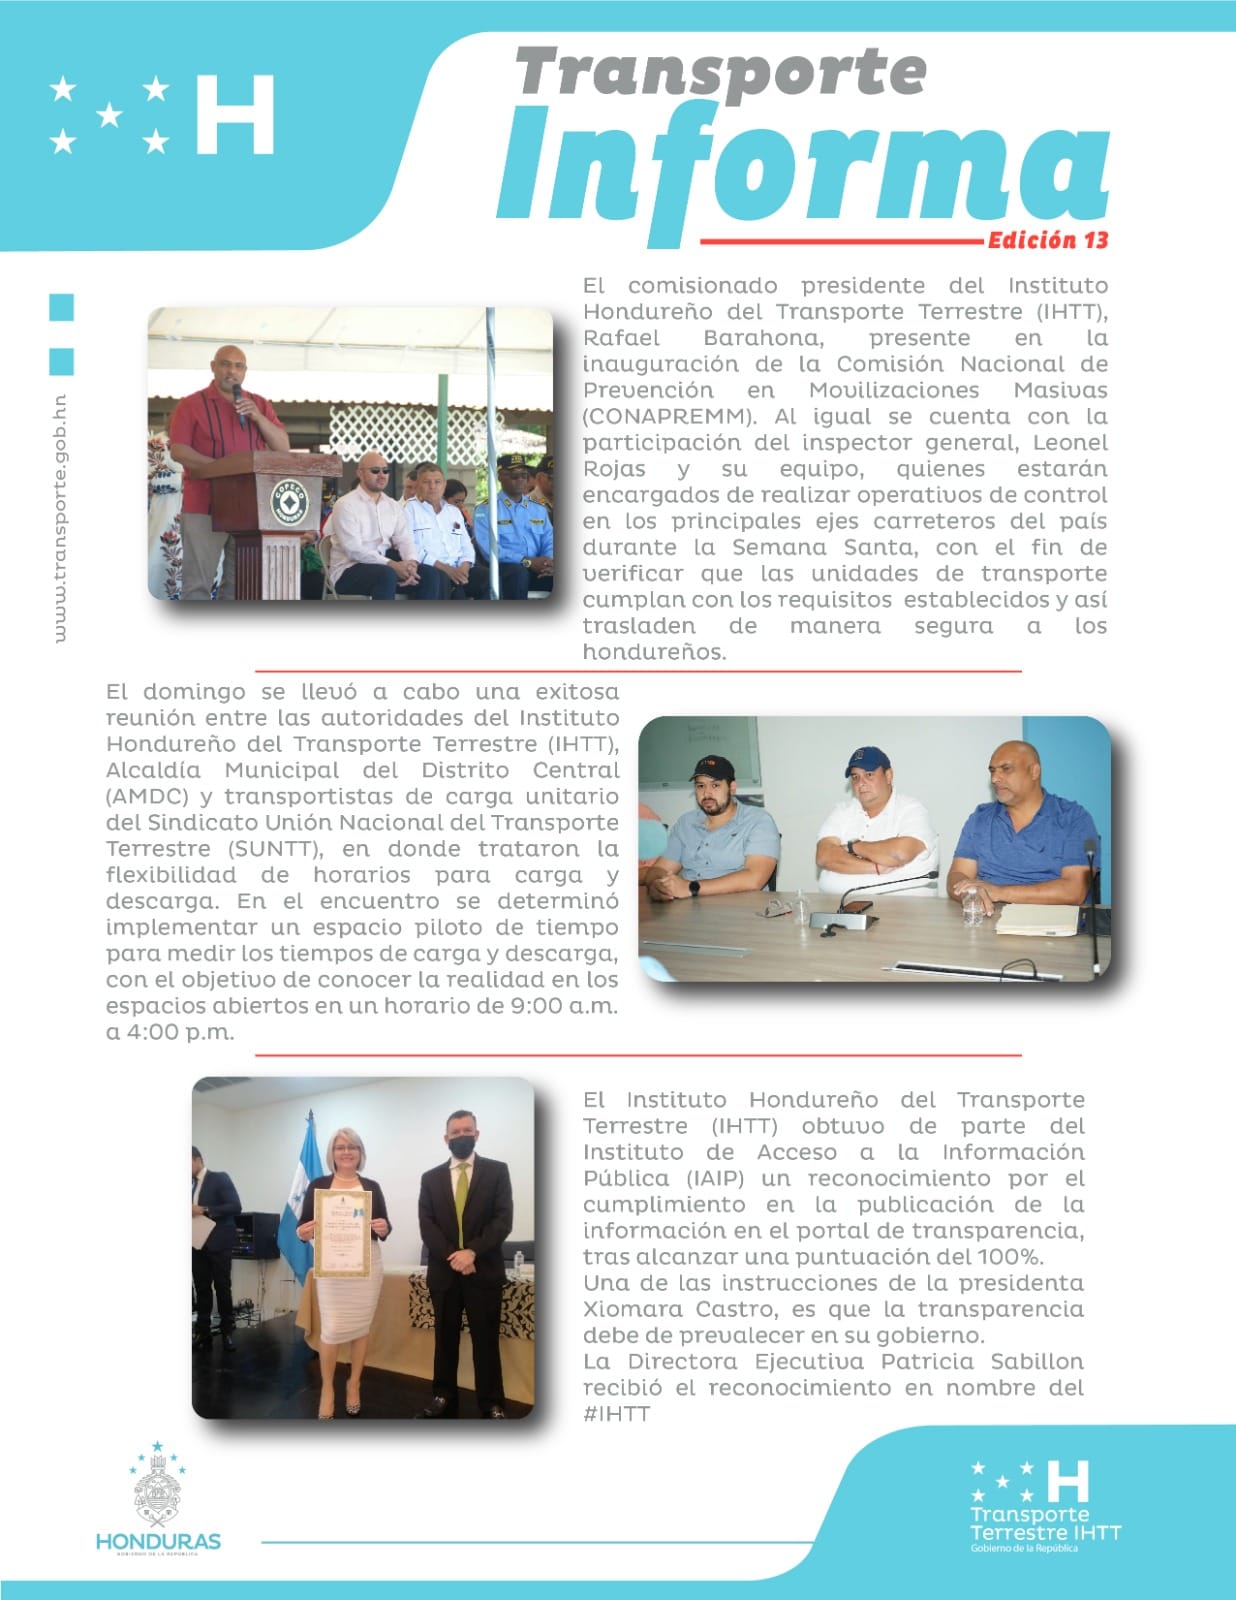 H
Transporte
Informa
Edición 13
www.transporte.gob.hn
El comisionado presidente del Instituto
Hondureño del Transporte Terrestre (IHTT),
Rafael Barahona, presente en la
inauguración de la Comisión Nacional de
Prevención en Movilizaciones Masivas
(CONAPREMM). Al igual se cuenta con la
participación del inspector general, Leonel
Rojas y su equipo, quienes estarán
encargados de realizar operativos de control
en los principales ejes carreteros del país
durante la Semana Santa, con el fin de
verificar que las unidades de transporte
cumplan con los requisitos establecidos y así
trasladen de manera segura a los
hondureños.
COPECO
HONDURAS
El domingo se llevó a cabo una exitosa
reunión entre las autoridades del Instituto
Hondureño del Transporte Terrestre (IHTT),
Alcaldía Municipal del Distrito Central
(AMDC) y transportistas de carga unitario
del Sindicato Unión Nacional del Transporte
Terrestre (SUNTT), en donde trataron la
flexibilidad de horarios para carga y
descarga. En el encuentro se determinó
implementar un espacio piloto de tiempo
para medir los tiempos de carga y descarga,
con el objetivo de conocer la realidad en los
espacios abiertos en un horario de 9:00 a.m.
a 4:00 p.m.
El Instituto Hondureño del Transporte
Terrestre (IHTT) obtuvo de parte del
Instituto de Acceso a la Información
Pública (IAIP) un reconocimiento por el
cumplimiento en la publicación de la
información en el portal de transparencia,
tras alcanzar una puntuación del 100%.
Una de las instrucciones de la presidenta
Xiomara Castro, es que la transparencia
debe de prevalecer en su gobierno.
La Directora Ejecutiva Patricia Sabillon
recibió el reconocimiento en nombre del
#IHTT
HONDURAS
GOBIERNO DE LA REPÚBLICA
H
Transporte
Terrestre IHTT
Gobierno de la República